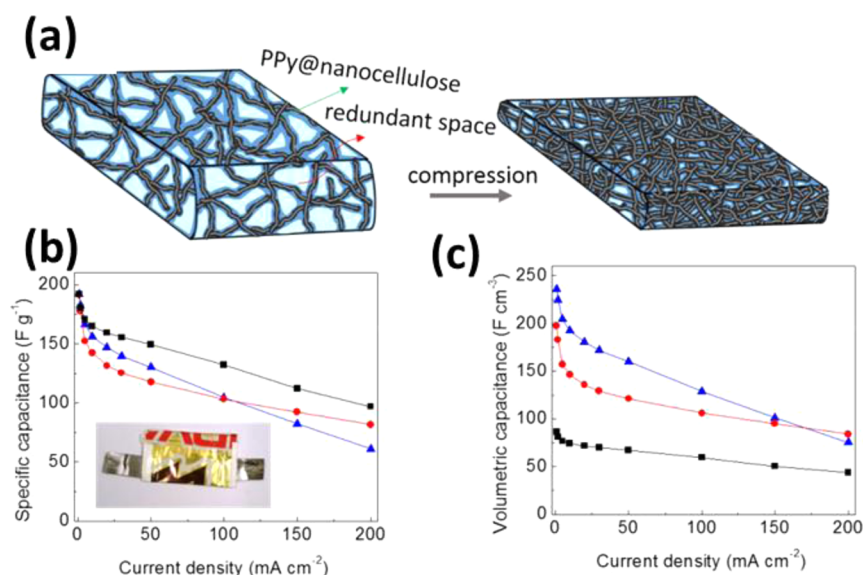 (a)
PPy@nanocellulose
redundant space
compression
(b)
Specific capacitance (F g⁻¹)
200
150
100
50
0
0 50 100 150 200
Current density (mA cm⁻²)
(c)
Volumetric capacitance (F cm⁻³)
250
200
150
100
50
0
0 50 100 150 200
Current density (mA cm⁻²)